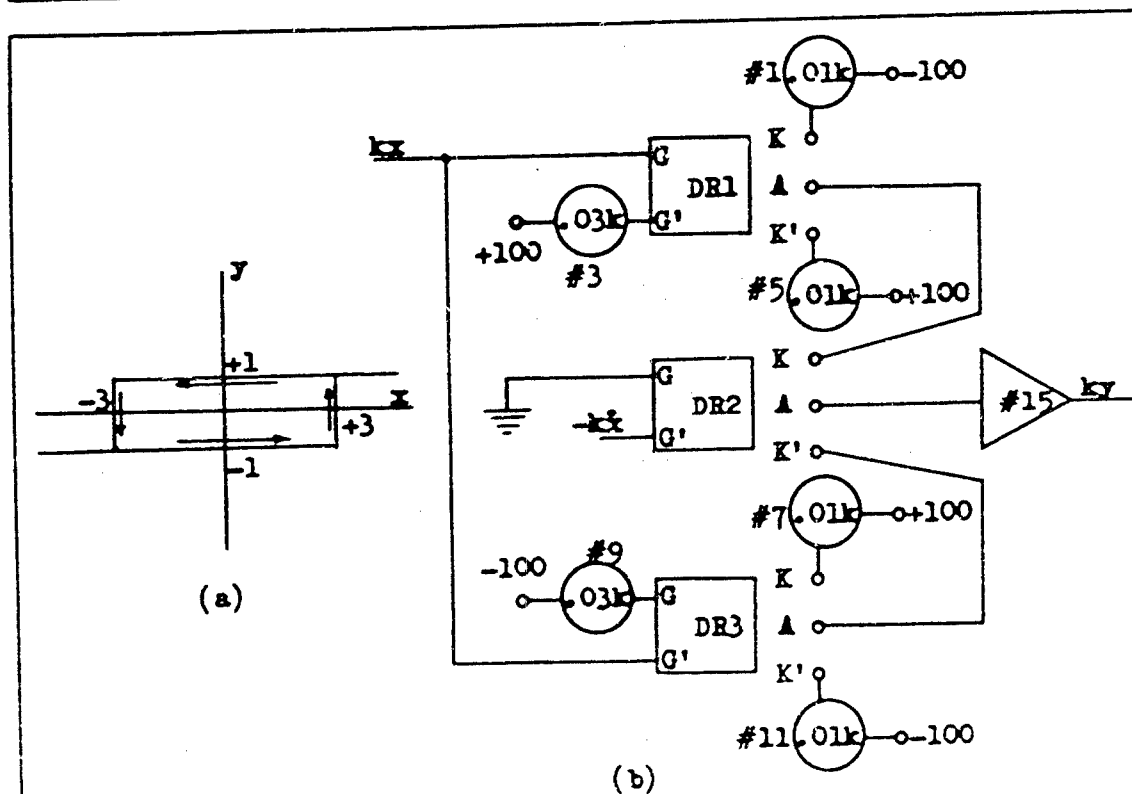 #1 .01k -100
kx
K
G
DR1
A
.03k
G'
K'
+100
#3
#5 .01k +100
y
K
+1
G
-3
x
DR2
A
#15
ky
+3
-kẋ
G'
K'
-1
#7 .01k +100
#9
-100
.03k
G
K
(a)
DR3
A
G'
K'
#11 .01k -100
(b)